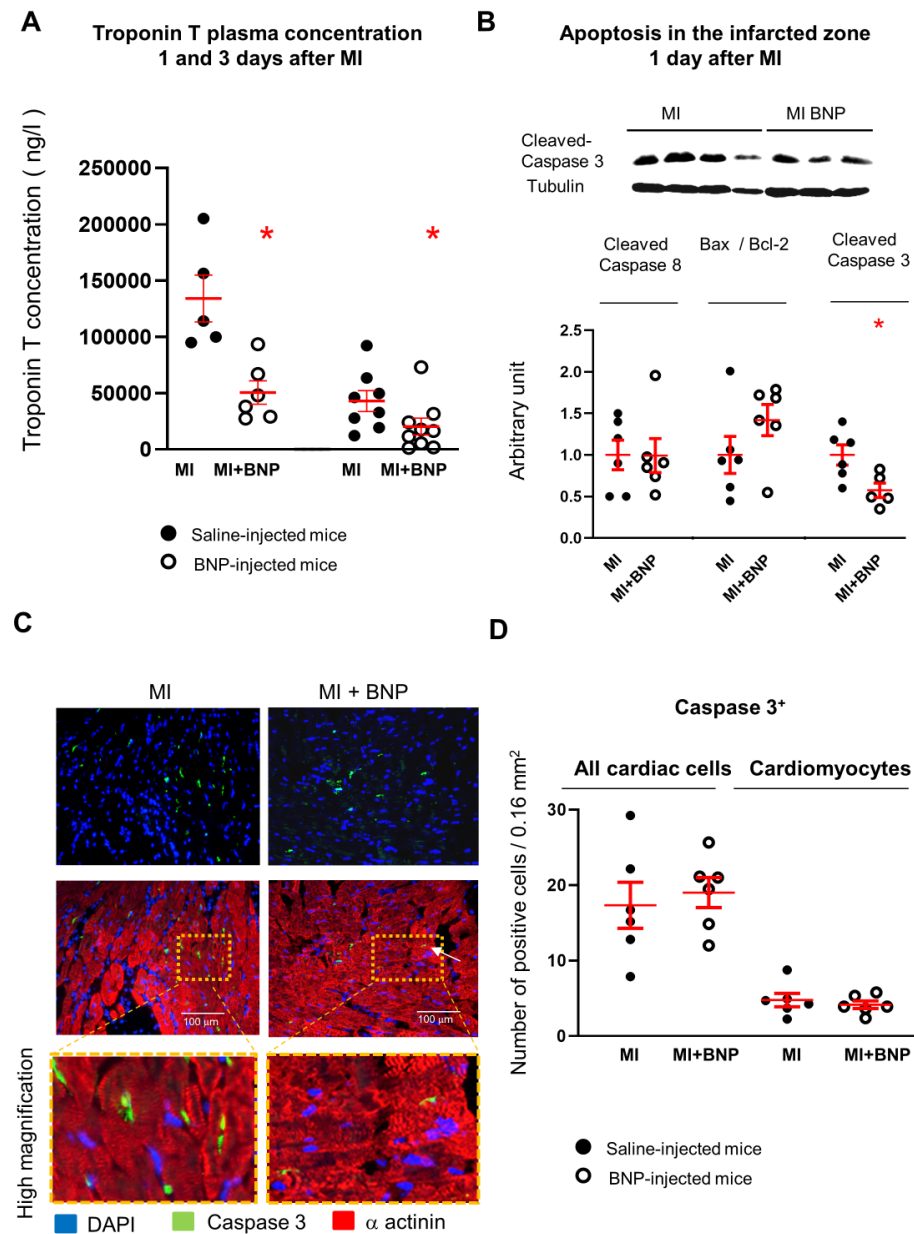 A
Troponin T plasma concentration
1 and 3 days after MI
Troponin T concentration ( ng/l )
250000
200000
150000
100000
50000
0
MI MI+BNP MI MI+BNP
Saline-injected mice
BNP-injected mice
B
Apoptosis in the infarcted zone
1 day after MI
MI MI BNP
Cleaved-
Caspase 3
Tubulin
Cleaved
Caspase 8
Bax / Bcl-2
Cleaved
Caspase 3
*
*
*
Arbitrary unit
2.5
2.0
1.5
1.0
0.5
0.0
MI MI+BNP MI MI+BNP MI MI+BNP
C
MI MI + BNP
100 μm 100 μm
High magnification
DAPI Caspase 3 α actinin
D
Caspase 3⁺
All cardiac cells Cardiomyocytes
Number of positive cells / 0.16 mm²
30
20
10
0
MI MI+BNP MI MI+BNP
Saline-injected mice
BNP-injected mice